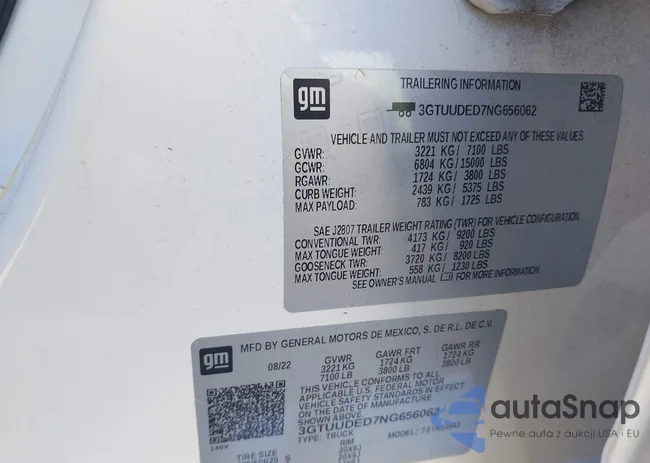 gm
TRAILERING INFORMATION
3GTUUDED7NG656062
VEHICLE AND TRAILER MUST NOT EXCEED ANY OF THESE VALUES.
GVWR: 3221 KG/ 7100 LBS
GCWR: 6804 KG/15000 LBS
RGAWR: 1724 KG/ 3800 LBS
CURB WEIGHT: 2439 KG/ 5375 LBS
MAX PAYLOAD: 783 KG/ 1725 LBS
SAE J2807 TRAILER WEIGHT RATING (TWR) FOR VEHICLE CONFIGURATION.
CONVENTIONAL TWR: 4173 KG/ 9200 LBS
MAX TONGUE WEIGHT: 417 KG/ 920 LBS
GOOSENECK TWR: 3720 KG/ 8200 LBS
MAX TONGUE WEIGHT: 558 KG/ 1230 LBS
SEE OWNER'S MANUAL FOR MORE INFORMATION
gm
MFD BY GENERAL MOTORS DE MEXICO, S. DE R.L. DE C.V.
08/22 GVWR GAWR FRT GAWR RR
3221 KG 1724 KG 1724 KG
7100 LB 3800 LB 3800 LB
THIS VEHICLE CONFORMS TO ALL
APPLICABLE U.S. FEDERAL MOTOR
VEHICLE SAFETY STANDARDS IN EFFECT
ON THE DATE OF MANUFACTURE
SHOWN ABOVE.
3GTUUDED7NG656062
TYPE: TRUCK MODEL:
TIRE SIZE RIM
20X9J
20X9J
autoSnap
Pewne auta z aukcji USA i EU